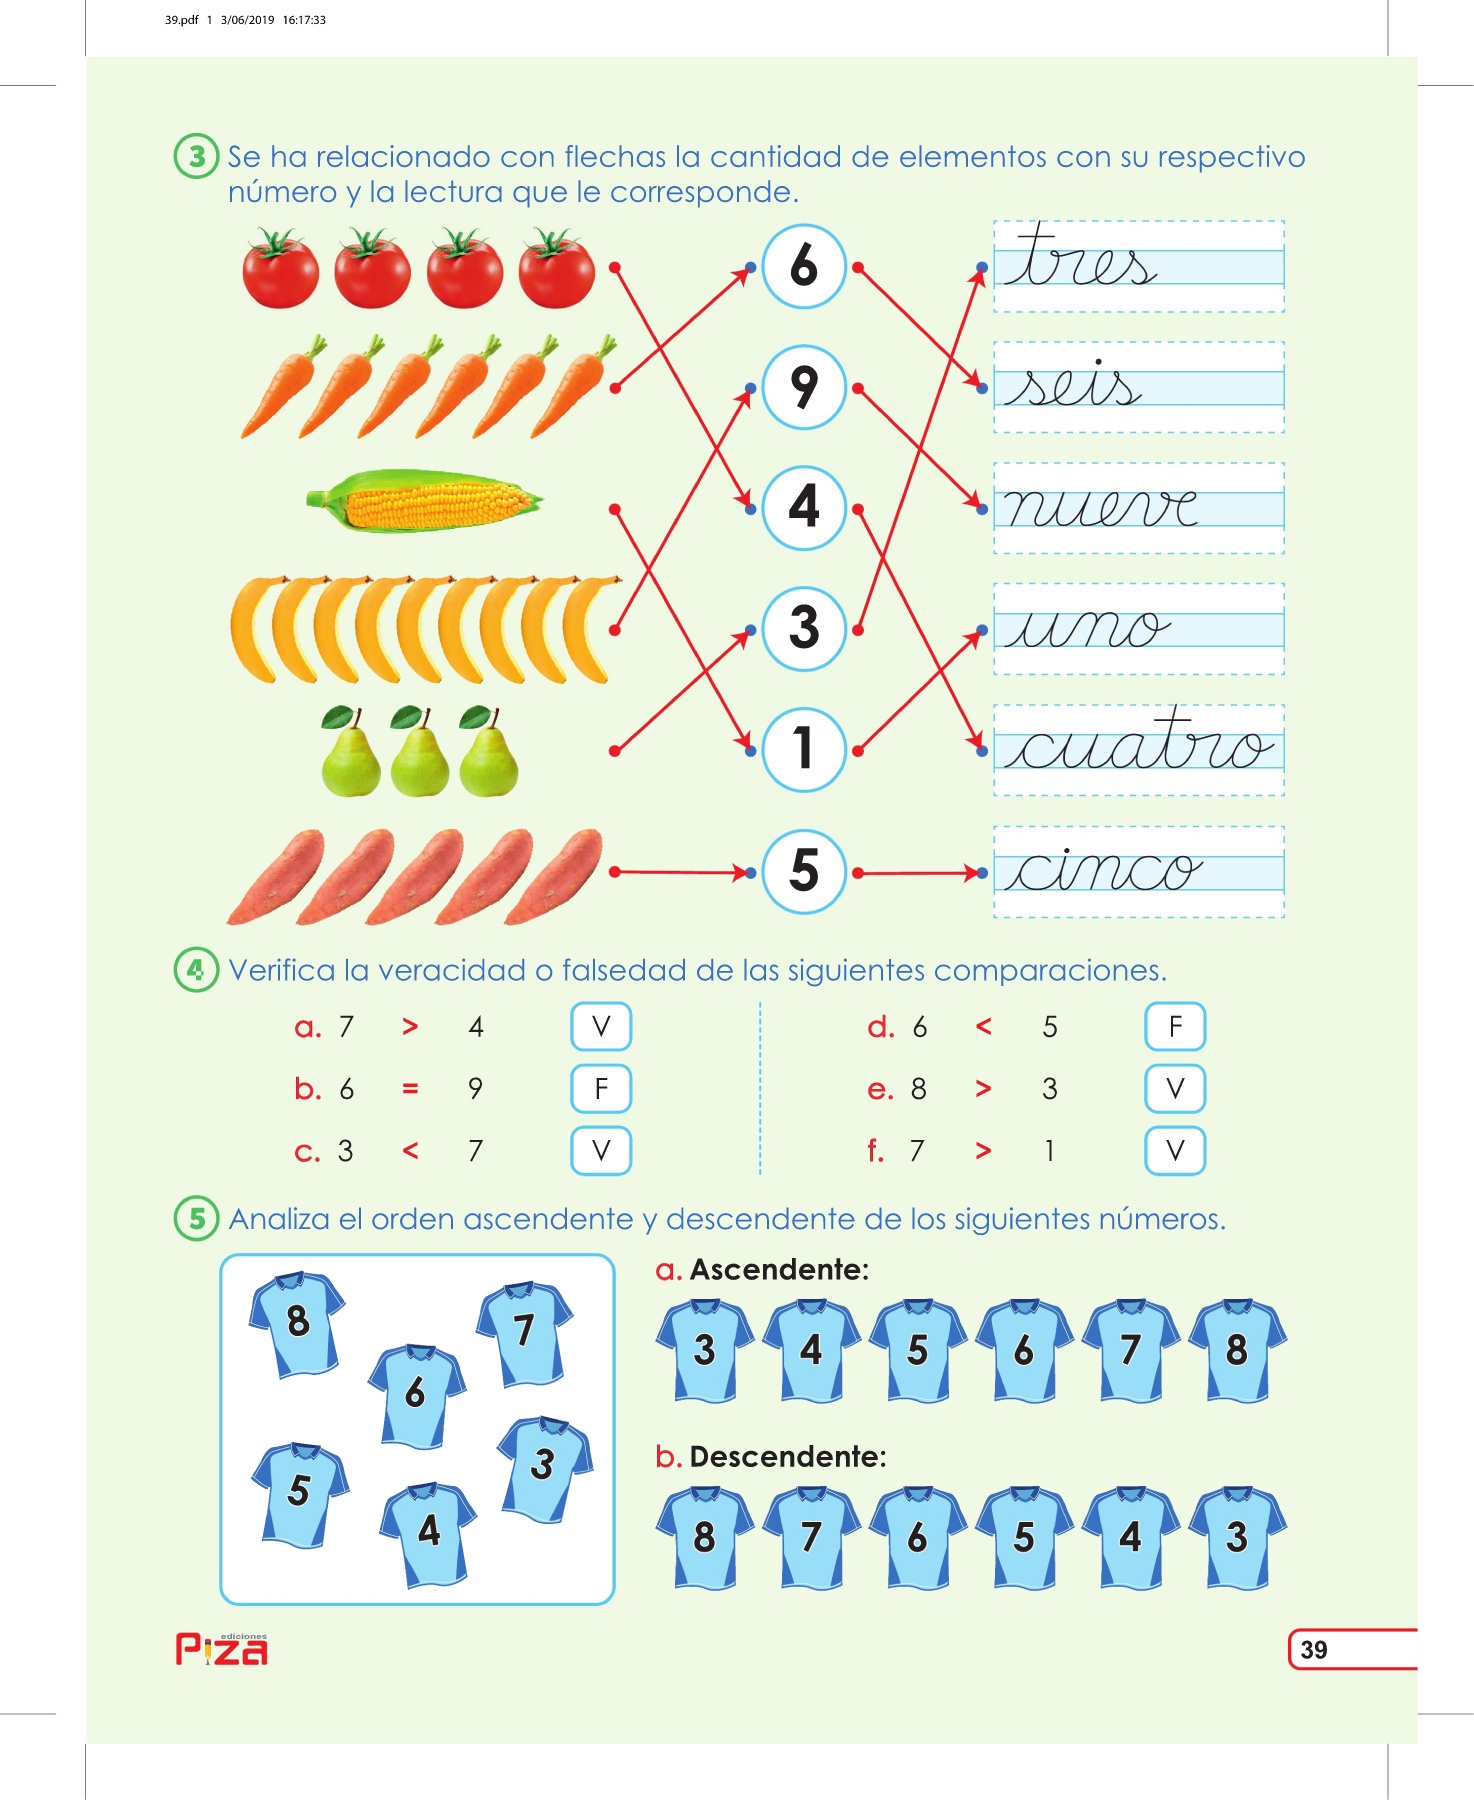 39.pdf 1 3/06/2019 16:17:33
3 Se ha relacionado con flechas la cantidad de elementos con su respectivo
número y la lectura que le corresponde.
6 tres
9 seis
4 nueve
3 uno
1 cuatro
5 cinco
4 Verifica la veracidad o falsedad de las siguientes comparaciones.
a. 7 > 4 V
b. 6 = 9 F
c. 3 < 7 V
d. 6 < 5 F
e. 8 > 3 V
f. 7 > 1 V
5 Analiza el orden ascendente y descendente de los siguientes números.
8
7
6
3
5
4
a. Ascendente:
3 4 5 6 7 8
b. Descendente:
8 7 6 5 4 3
ediciones
Piza
39